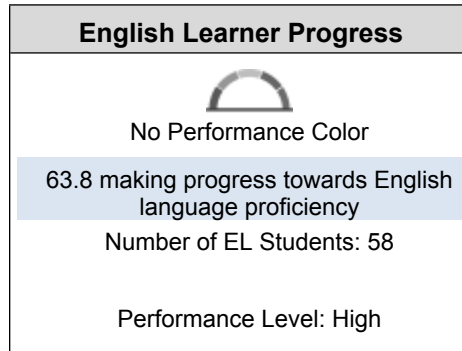 English Learner Progress
No Performance Color
63.8 making progress towards English
language proficiency
Number of EL Students: 58
Performance Level: High